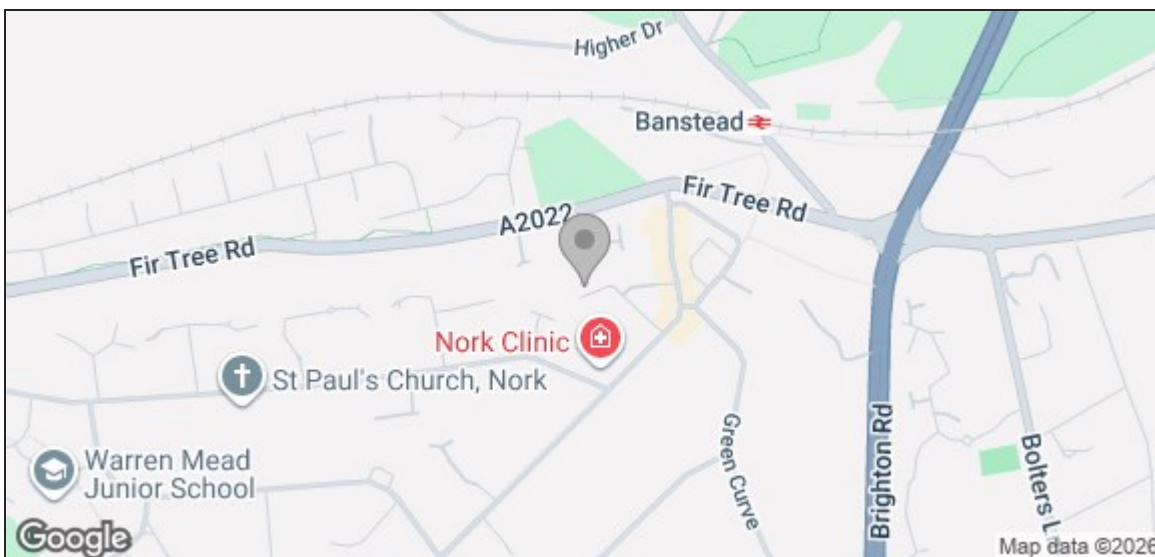 Higher Dr
Banstead
Fir Tree Rd
A2022
Fir Tree Rd
Nork Clinic
St Paul's Church, Nork
Green Curve
Brighton Rd
Bolters L
Warren Mead
Junior School
Google
Map data ©2026